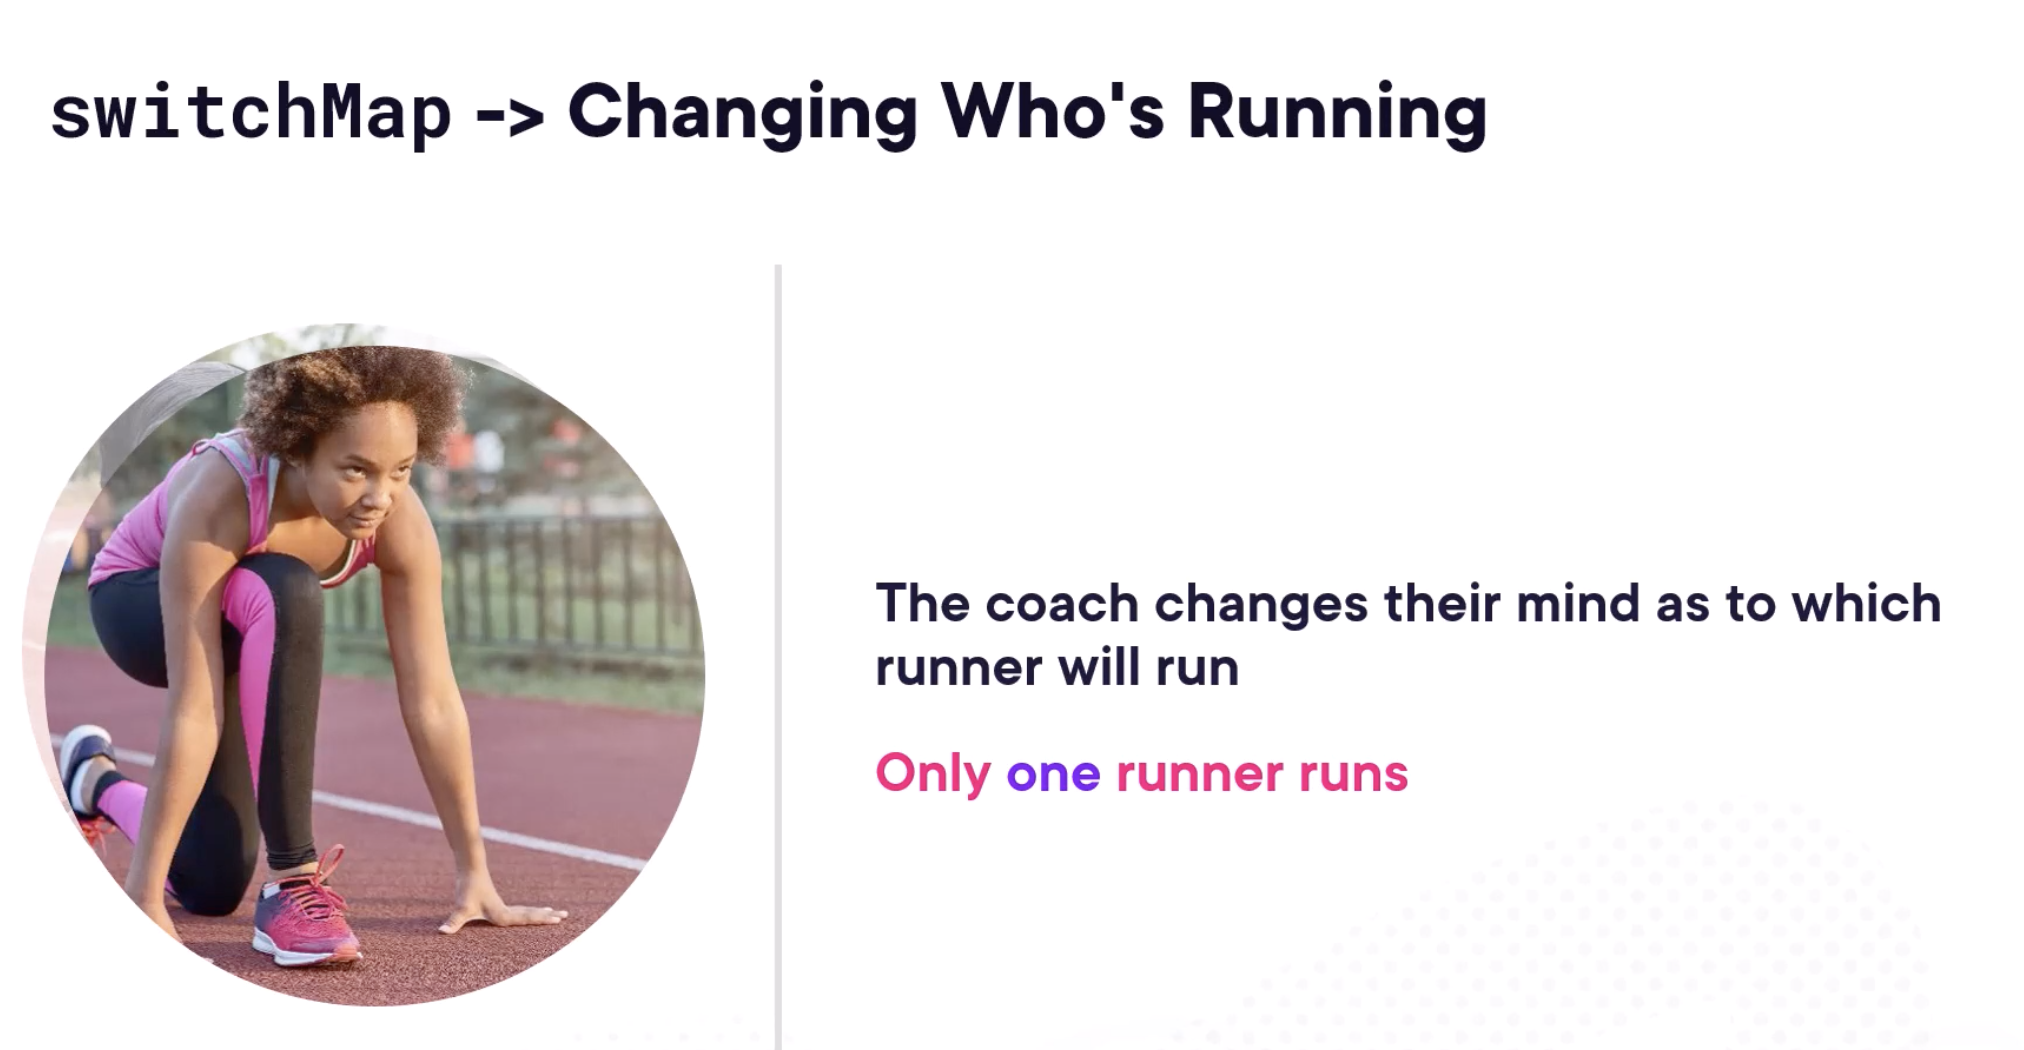 switchMap -> Changing Who's Running
The coach changes their mind as to which
runner will run
Only one runner runs